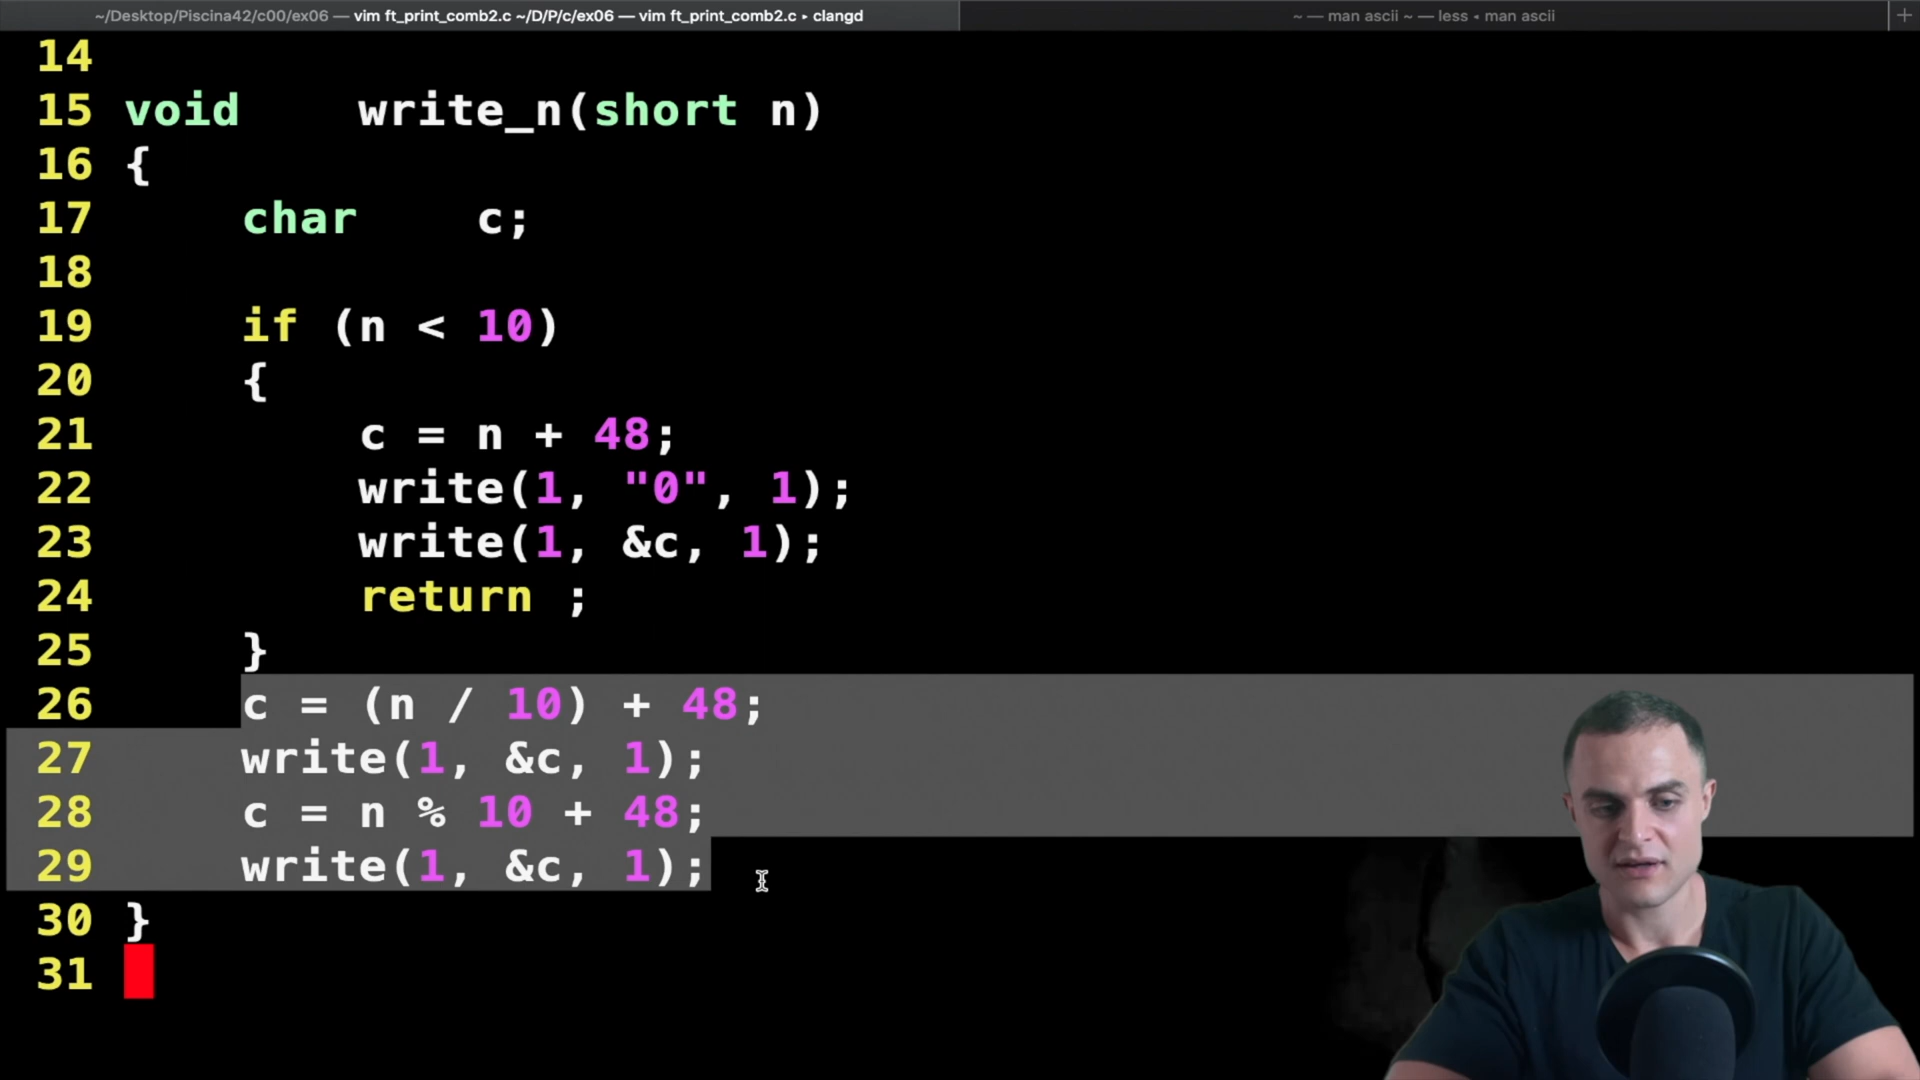 ~/Desktop/Piscina42/c00/ex06 — vim ft_print_comb2.c ~/D/P/c/ex06 — vim ft_print_comb2.c ▸ clangd
~ — man ascii ~ — less ◂ man ascii
+
14
15 void write_n(short n)
16 {
17 char c;
18
19 if (n < 10)
20 {
21 c = n + 48;
22 write(1, "0", 1);
23 write(1, &c, 1);
24 return ;
25 }
26 c = (n / 10) + 48;
27 write(1, &c, 1);
28 c = n % 10 + 48;
29 write(1, &c, 1);
30 }
31